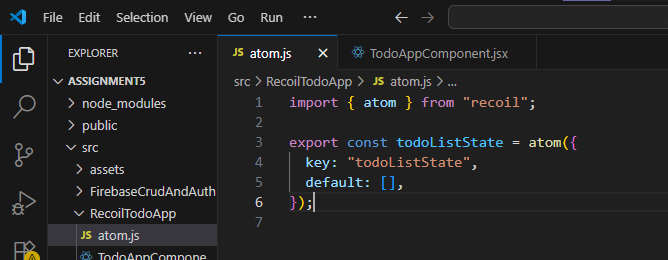 File Edit Selection View Go Run ...
EXPLORER ...
ASSIGNMENT5
node_modules
public
src
assets
FirebaseCrudAndAuth
RecoilTodoApp
JS atom.js
TodoAppCompone...
JS atom.js TodoAppComponent.jsx
src > RecoilTodoApp > JS atom.js > ...
1 import { atom } from "recoil";
2
3 export const todoListState = atom({
4 key: "todoListState",
5 default: [],
6 });
7